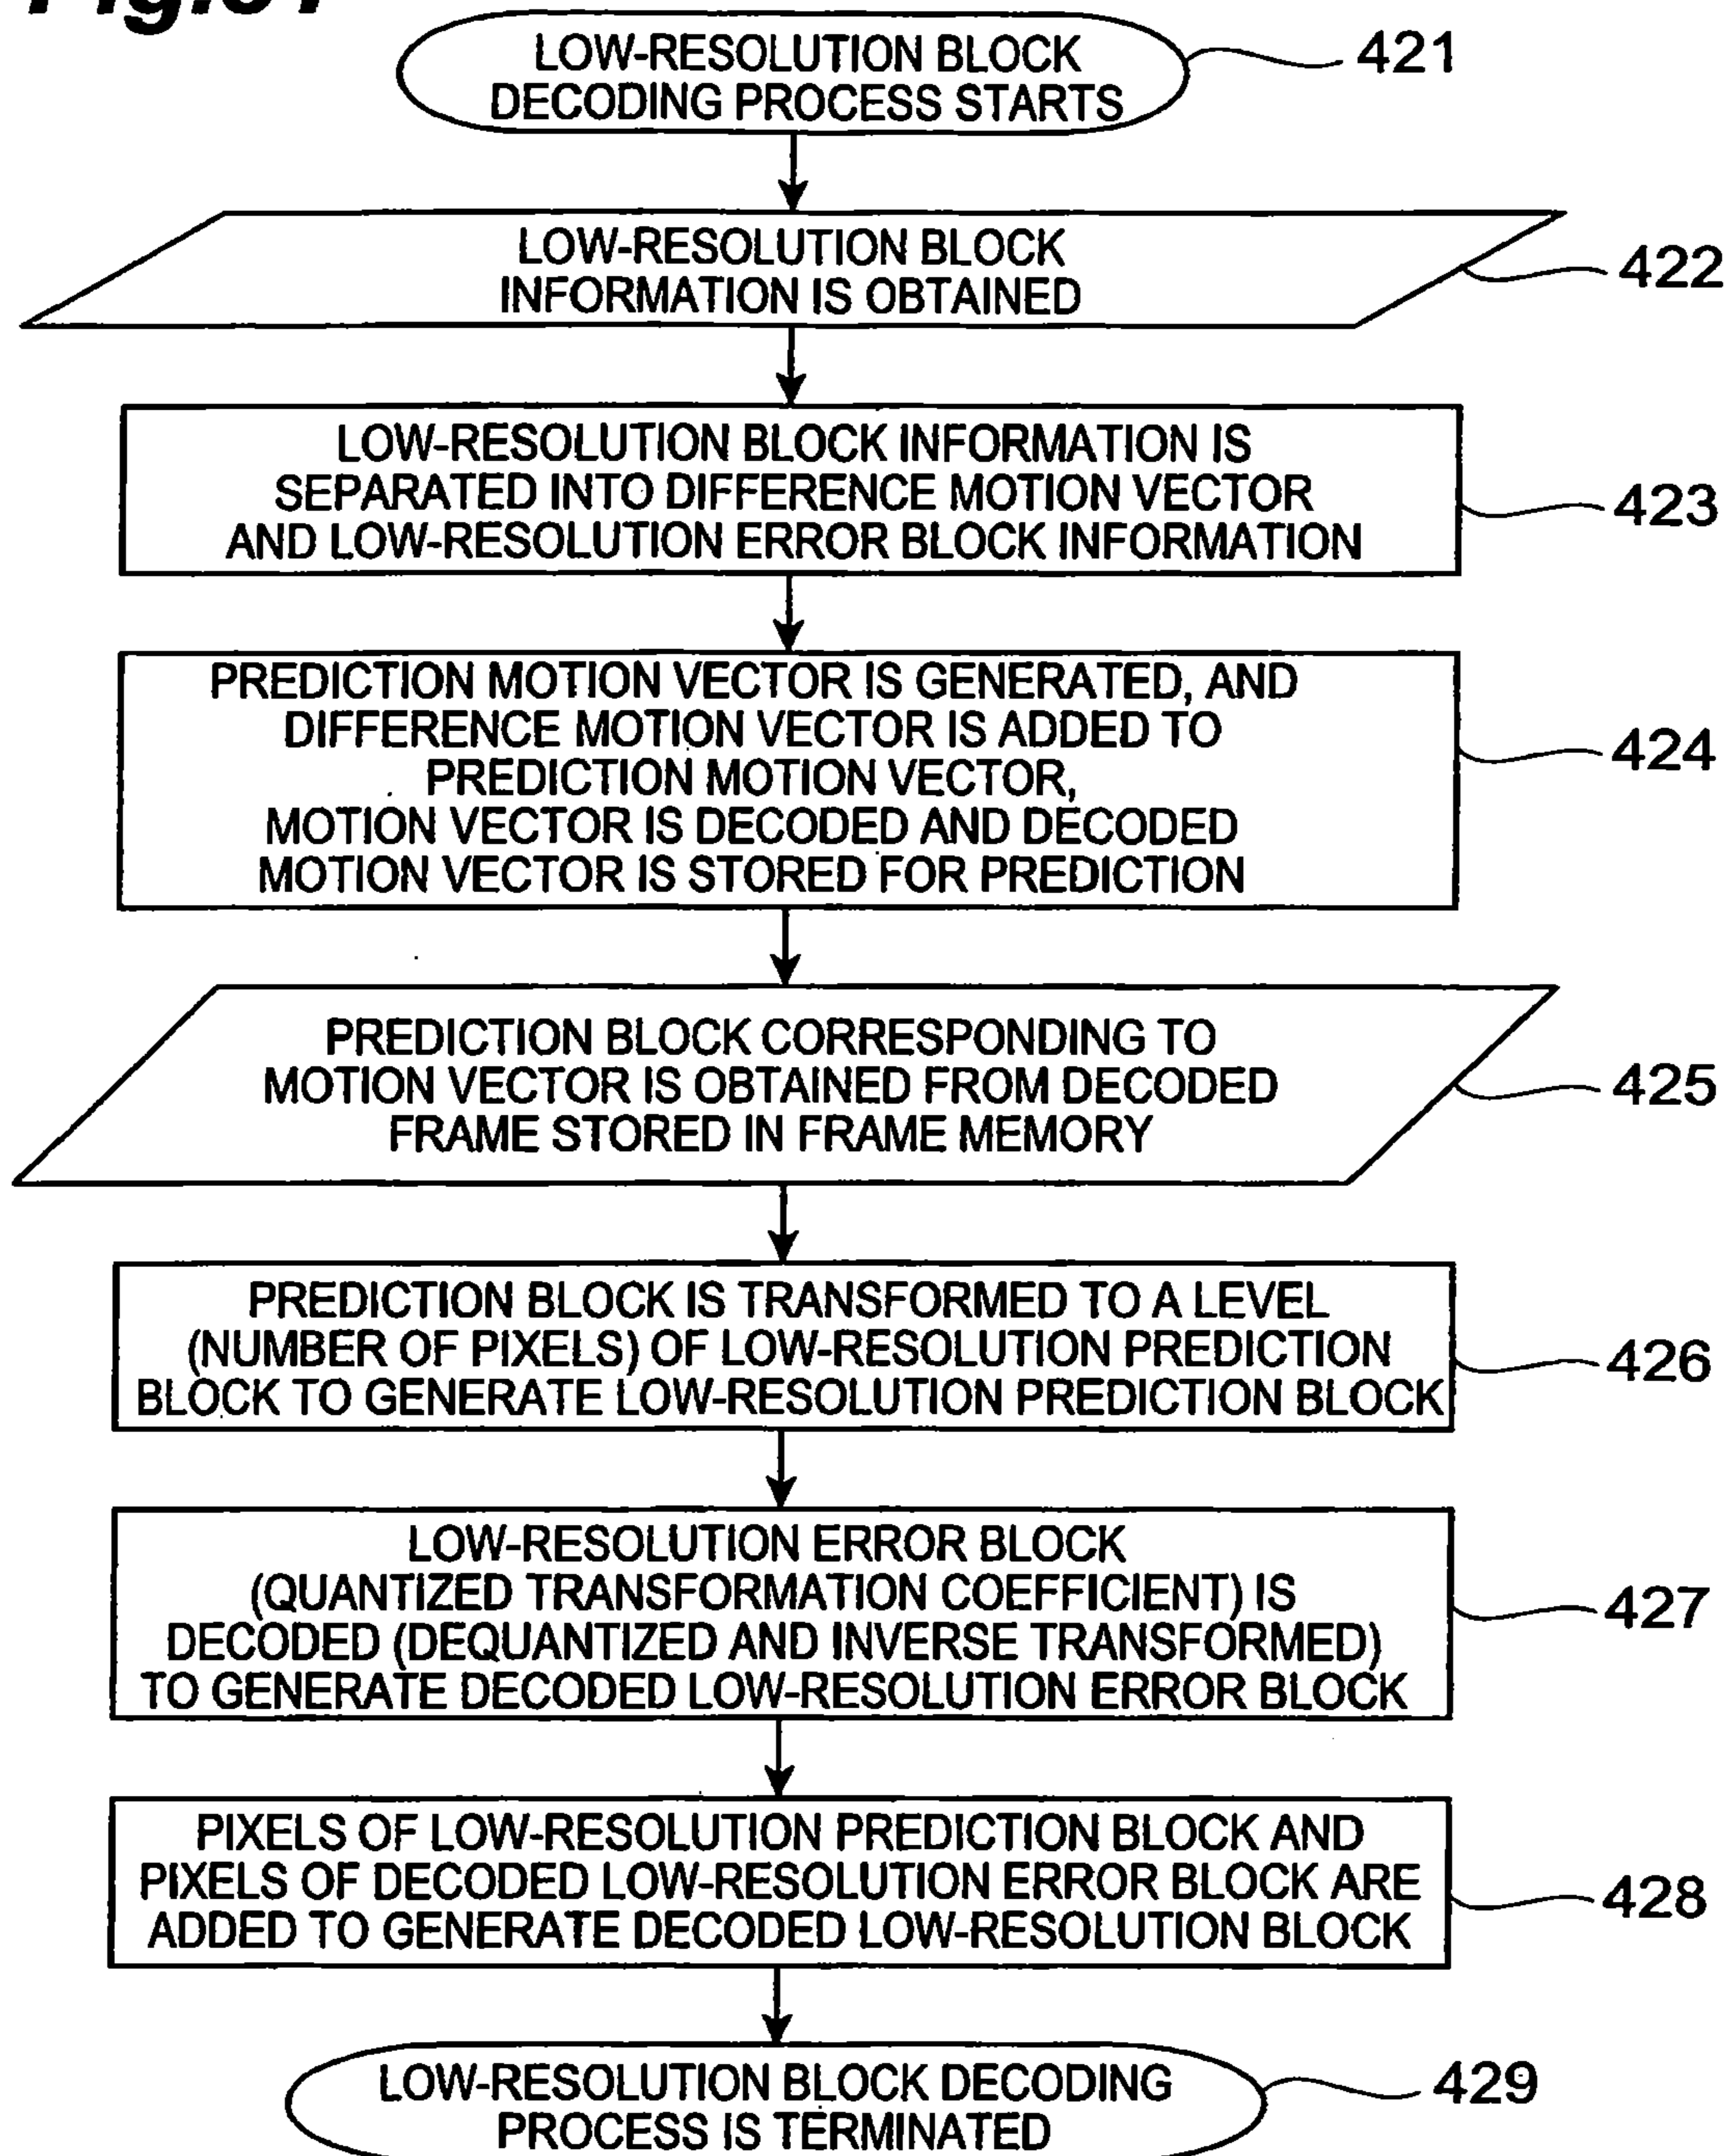 LOW-RESOLUTION BLOCK
DECODING PROCESS STARTS
421
LOW-RESOLUTION BLOCK
INFORMATION IS OBTAINED
422
LOW-RESOLUTION BLOCK INFORMATION IS
SEPARATED INTO DIFFERENCE MOTION VECTOR
AND LOW-RESOLUTION ERROR BLOCK INFORMATION
423
PREDICTION MOTION VECTOR IS GENERATED, AND
DIFFERENCE MOTION VECTOR IS ADDED TO
PREDICTION MOTION VECTOR,
MOTION VECTOR IS DECODED AND DECODED
MOTION VECTOR IS STORED FOR PREDICTION
424
PREDICTION BLOCK CORRESPONDING TO
MOTION VECTOR IS OBTAINED FROM DECODED
FRAME STORED IN FRAME MEMORY
425
PREDICTION BLOCK IS TRANSFORMED TO A LEVEL
(NUMBER OF PIXELS) OF LOW-RESOLUTION PREDICTION
BLOCK TO GENERATE LOW-RESOLUTION PREDICTION BLOCK
426
LOW-RESOLUTION ERROR BLOCK
(QUANTIZED TRANSFORMATION COEFFICIENT) IS
DECODED (DEQUANTIZED AND INVERSE TRANSFORMED)
TO GENERATE DECODED LOW-RESOLUTION ERROR BLOCK
427
PIXELS OF LOW-RESOLUTION PREDICTION BLOCK AND
PIXELS OF DECODED LOW-RESOLUTION ERROR BLOCK ARE
ADDED TO GENERATE DECODED LOW-RESOLUTION BLOCK
428
LOW-RESOLUTION BLOCK DECODING
PROCESS IS TERMINATED
429